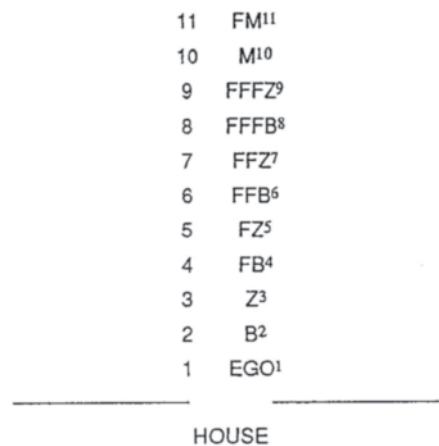 11 FM¹¹
10 M¹⁰
9 FFFZ⁹
8 FFFB⁸
7 FFZ⁷
6 FFB⁶
5 FZ⁵
4 FB⁴
3 Z³
2 B²
1 EGO¹
HOUSE